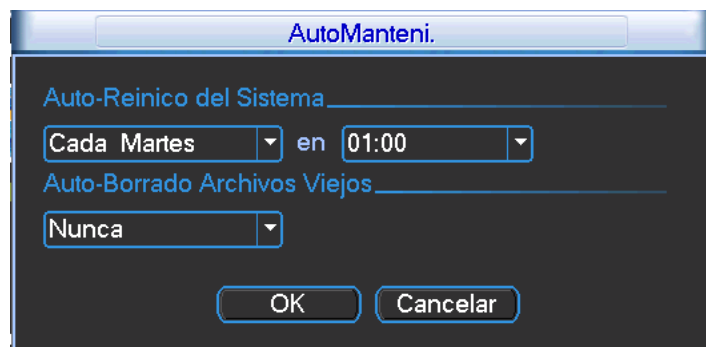 AutoManteni.
Auto-Reinico del Sistema
Cada Martes en 01:00
Auto-Borrado Archivos Viejos
Nunca
OK Cancelar